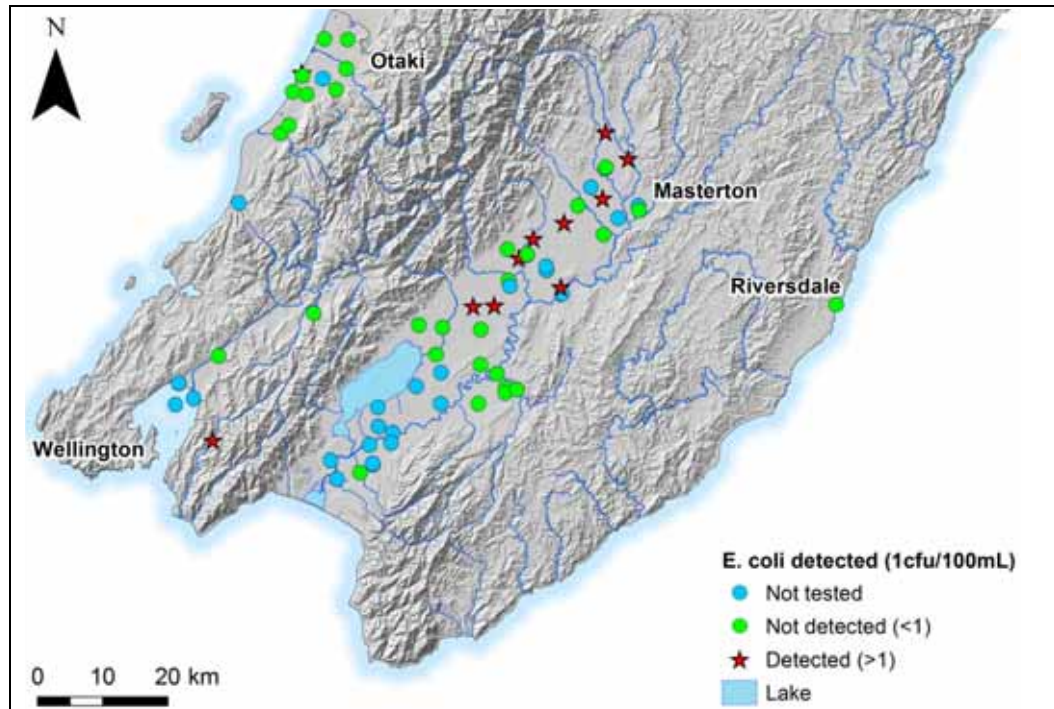 N
Otaki
Masterton
Riversdale
Wellington
E. coli detected (1cfu/100mL)
Not tested
Not detected (<1)
Detected (>1)
Lake
0 10 20 km